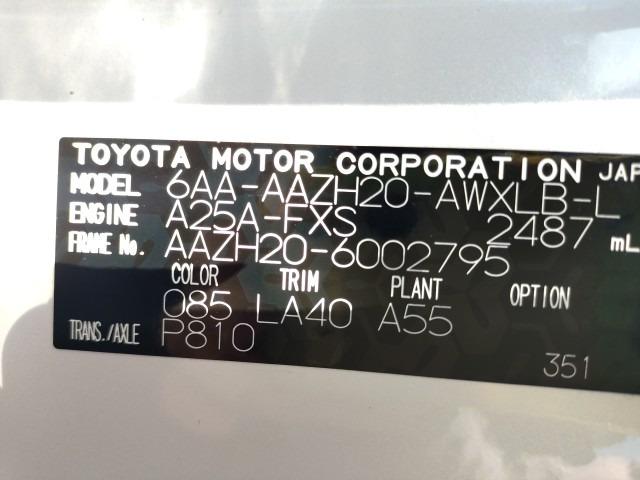 TOYOTA MOTOR CORPORATION JAP
MODEL 6AA-AAZH20-AWXLB-L
ENGINE A25A-FXS 2487 mL
FRAME No. AAZH20-6002795
COLOR TRIM PLANT OPTION
085 LA40 A55
TRANS./AXLE P810
351